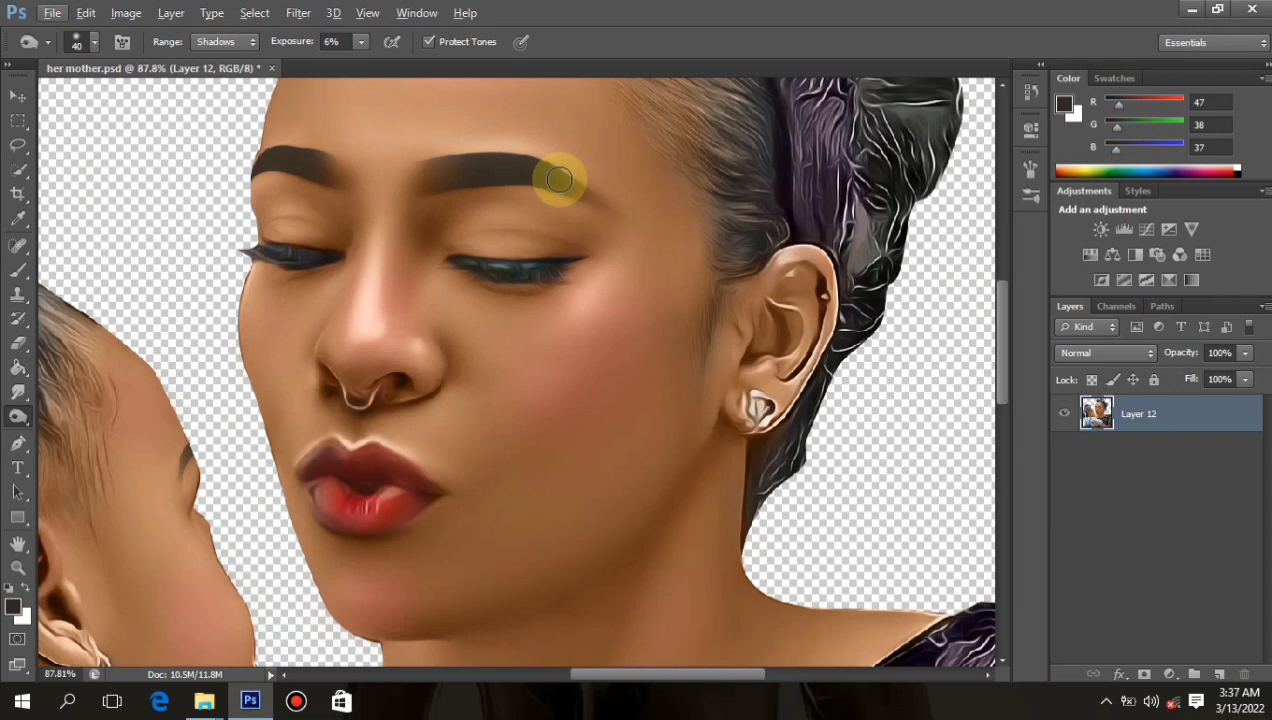 Ps File Edit Image Layer Type Select Filter 3D View Window Help
40 Range: Shadows Exposure: 6% Protect Tones Essentials
her mother.psd @ 87.8% (Layer 12, RGB/8) * ×
Color Swatches
R 47
G 38
B 37
Adjustments Styles
Add an adjustment
Layers Channels Paths
Kind
Normal Opacity: 100%
Lock: Fill: 100%
Layer 12
87.81% Doc: 10.5M/11.8M
Ps
3:37 AM
3/13/2022